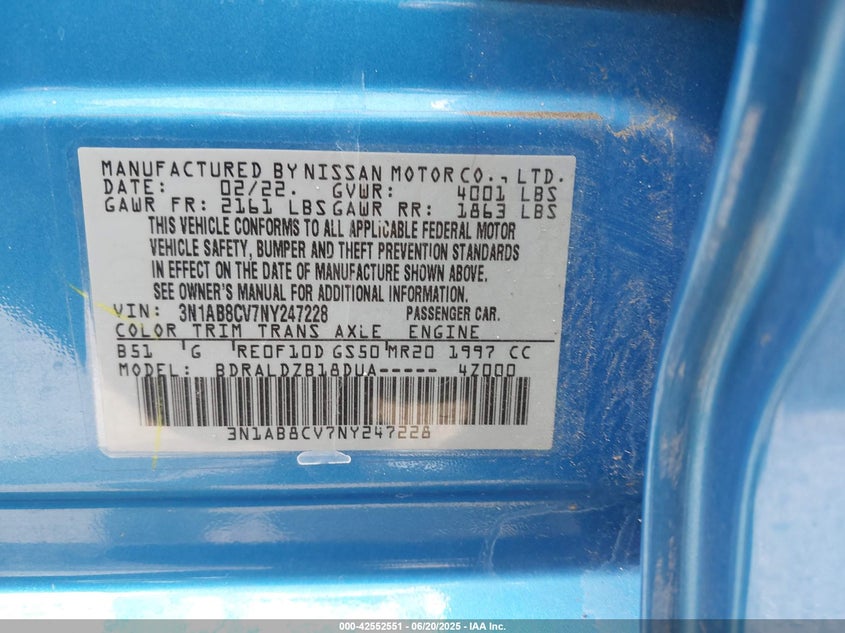 MANUFACTURED BY NISSAN MOTOR CO., LTD.
DATE: 02/22. GVWR: 4001 LBS
GAWR FR: 2161 LBS GAWR RR: 1863 LBS
THIS VEHICLE CONFORMS TO ALL APPLICABLE FEDERAL MOTOR
VEHICLE SAFETY, BUMPER AND THEFT PREVENTION STANDARDS
IN EFFECT ON THE DATE OF MANUFACTURE SHOWN ABOVE.
SEE OWNER'S MANUAL FOR ADDITIONAL INFORMATION.
VIN: 3N1AB8CV7NY247228 PASSENGER CAR.
COLOR TRIM TRANS AXLE ENGINE
B51 G RE0F10D GS50 MR20 1997 CC
MODEL: BDRALDZB18DUA----- 4Z000
3N1AB8CV7NY247228
000-42552551 - 06/20/2025 - IAA Inc.